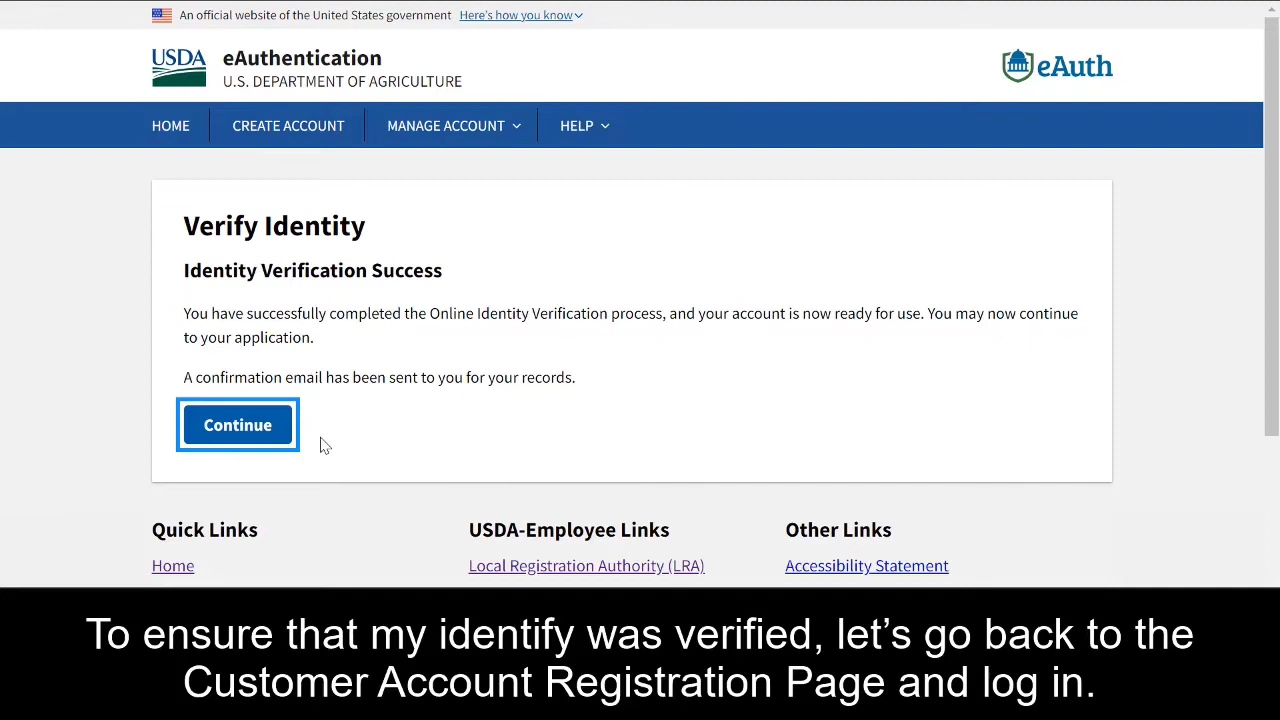 An official website of the United States government Here's how you know
USDA
eAuthentication
U.S. DEPARTMENT OF AGRICULTURE
eAuth
HOME CREATE ACCOUNT MANAGE ACCOUNT HELP
Verify Identity
Identity Verification Success
You have successfully completed the Online Identity Verification process, and your account is now ready for use. You may now continue
to your application.
A confirmation email has been sent to you for your records.
Continue
Quick Links USDA-Employee Links Other Links
Home Local Registration Authority (LRA) Accessibility Statement
To ensure that my identify was verified, let's go back to the
Customer Account Registration Page and log in.